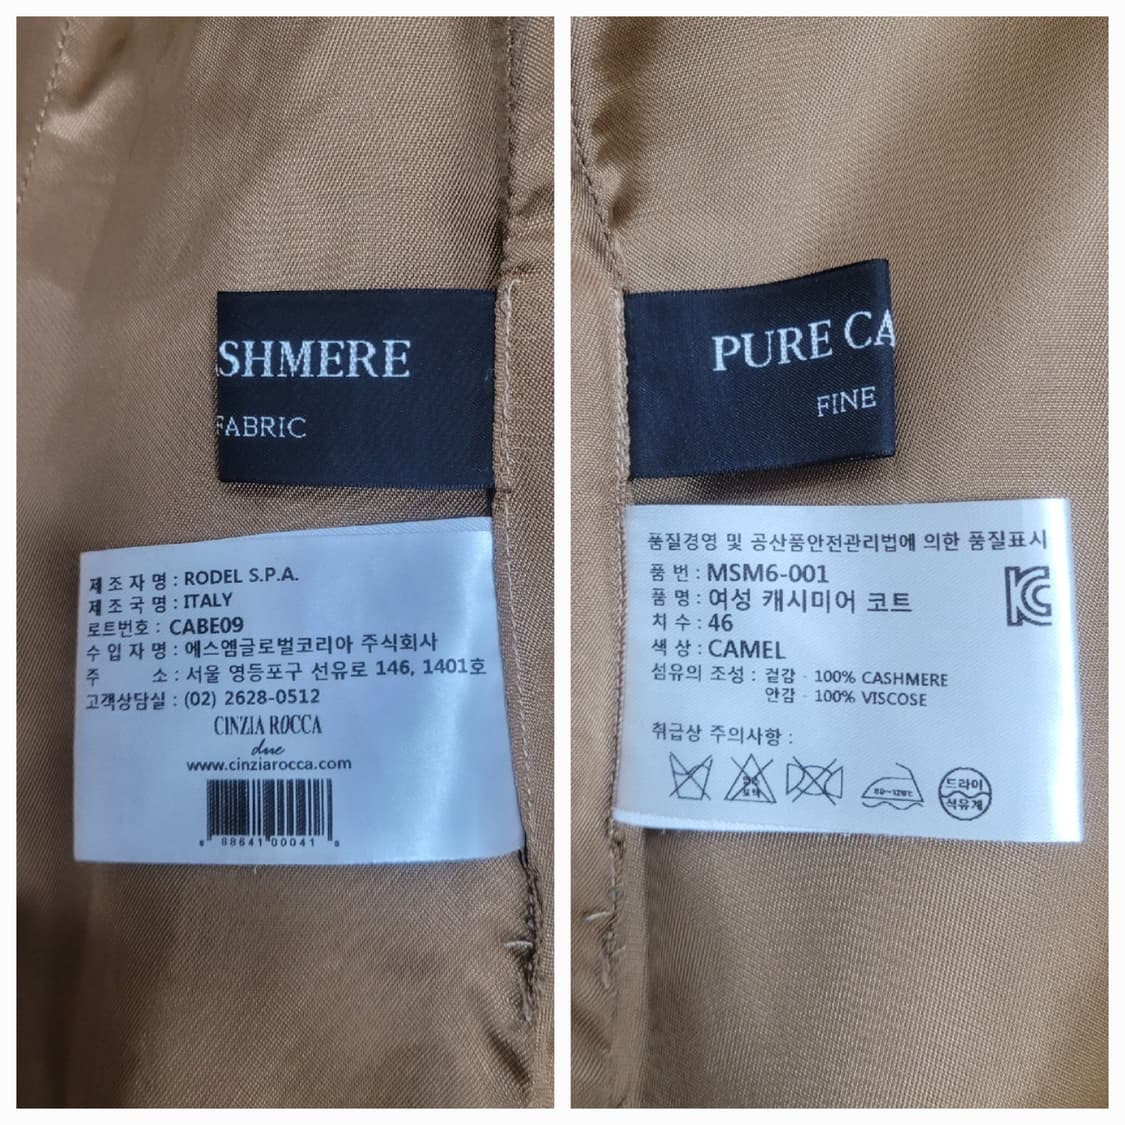 SHMERE
FABRIC
제 조 자 명 : RODEL S.P.A.
제 조 국 명 : ITALY
로트번호 : CABE09
수 입 자 명 : 에스엠글로벌코리아 주식회사
주 소 : 서울 영등포구 선유로 146, 1401호
고객상담실 : (02) 2628-0512
CINZIA ROCCA
due
www.cinziarocca.com
8 88641 00041 0
PURE CA
FINE
품질경영 및 공산품안전관리법에 의한 품질표시
품 번 : MSM6-001
품 명 : 여성 캐시미어 코트
치 수 : 46
색 상 : CAMEL
섬유의 조성 : 겉감 - 100% CASHMERE
안감 - 100% VISCOSE
취급상 주의사항 :
80~120℃
드라이
석유계